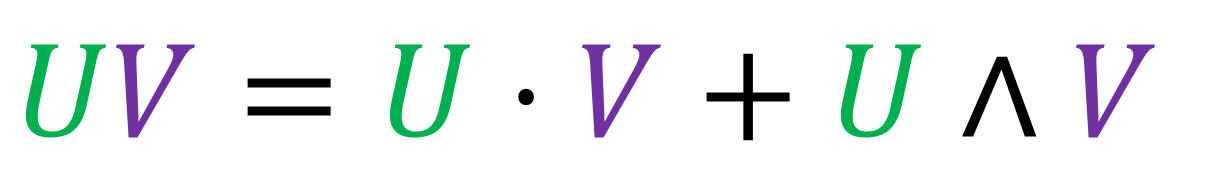 UV = U · V + U ∧ V